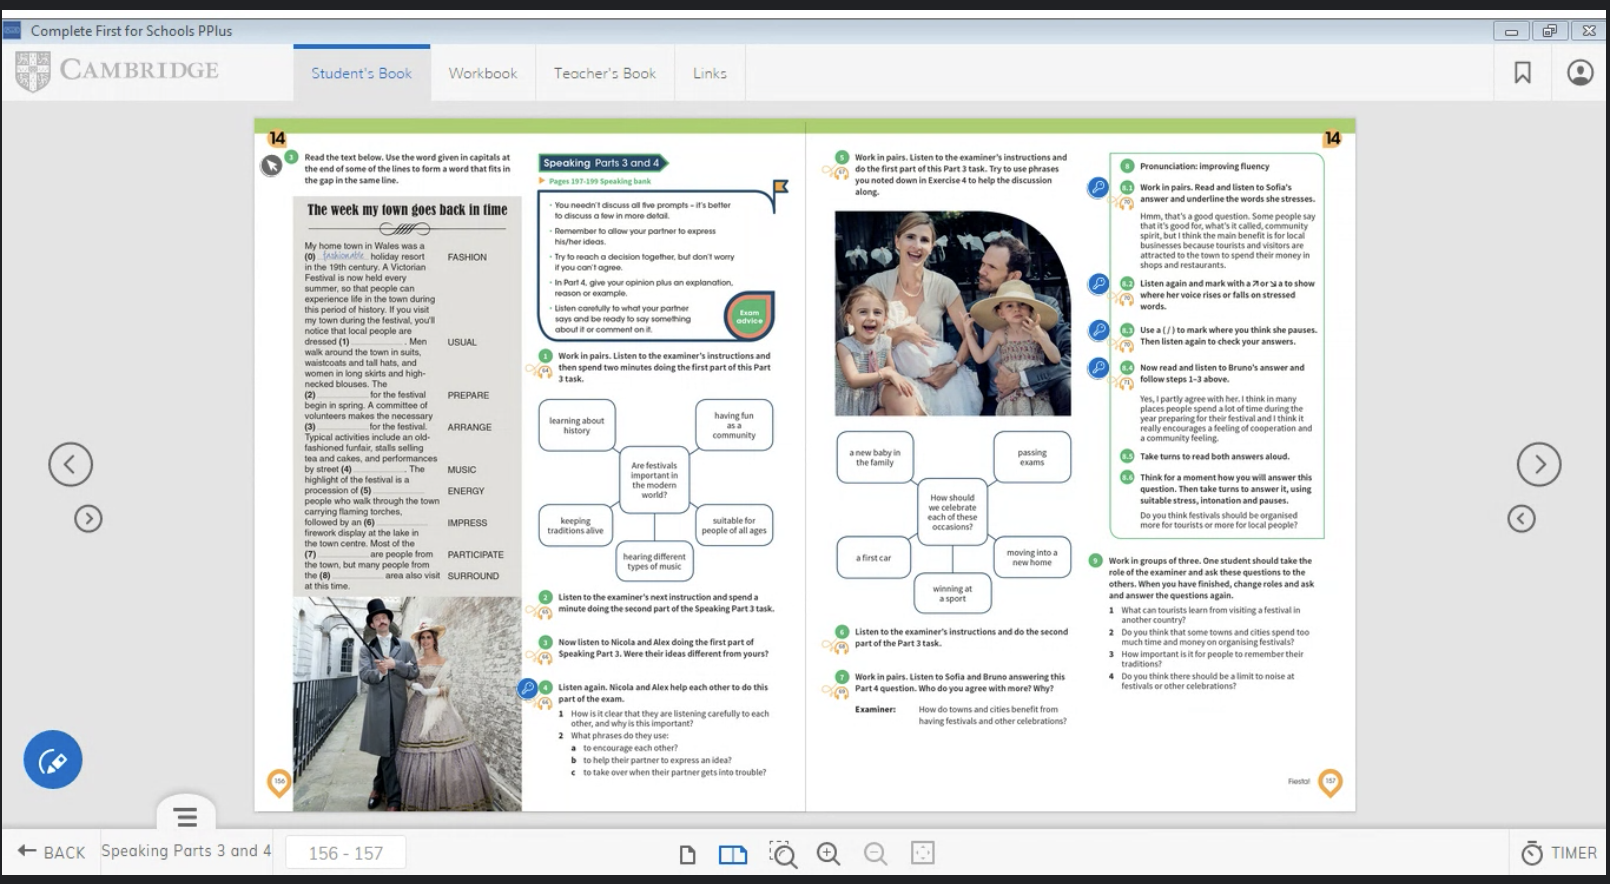 Complete First for Schools PPlus
CAMBRIDGE
Student's Book
Workbook
Teacher's Book
Links
14
3 Read the text below. Use the word given in capitals at
the end of some of the lines to form a word that fits in
the gap in the same line.
The week my town goes back in time
My home town in Wales was a
(0) fashionable holiday resort FASHION
in the 19th century. A Victorian
Festival is now held every
summer, so that people can
experience life in the town during
this period of history. If you visit
my town during the festival, you'll
notice that local people are
dressed (1) ............ . Men USUAL
walk around the town in suits,
waistcoats and tall hats, and
women in long skirts and high-
necked blouses. The
(2) ............ for the festival PREPARE
begin in spring. A committee of
volunteers makes the necessary
(3) ............ for the festival. ARRANGE
Typical activities include an old-
fashioned funfair, stalls selling
tea and cakes, and performances
by street (4) ............ . The MUSIC
highlight of the festival is a
procession of (5) ............ ENERGY
people who walk through the town
carrying flaming torches,
followed by an (6) ............ IMPRESS
firework display at the lake in
the town centre. Most of the
(7) ............ are people from PARTICIPATE
the town, but many people from
the (8) ............ area also visit SURROUND
at this time.
156
Speaking Parts 3 and 4
Pages 197-199 Speaking bank
· You needn't discuss all five prompts – it's better
to discuss a few in more detail.
· Remember to allow your partner to express
his/her ideas.
· Try to reach a decision together, but don't worry
if you can't agree.
· In Part 4, give your opinion plus an explanation,
reason or example.
· Listen carefully to what your partner
says and be ready to say something
about it or comment on it.
Exam
advice
1 Work in pairs. Listen to the examiner's instructions and
then spend two minutes doing the first part of this Part
64
3 task.
learning about
history
having fun
as a
community
Are festivals
important in
the modern
world?
keeping
traditions alive
suitable for
people of all ages
hearing different
types of music
2 Listen to the examiner's next instruction and spend a
minute doing the second part of the Speaking Part 3 task.
65
3 Now listen to Nicola and Alex doing the first part of
Speaking Part 3. Were their ideas different from yours?
66
4 Listen again. Nicola and Alex help each other to do this
part of the exam.
66
1 How is it clear that they are listening carefully to each
other, and why is this important?
2 What phrases do they use:
a to encourage each other?
b to help their partner to express an idea?
c to take over when their partner gets into trouble?
14
5 Work in pairs. Listen to the examiner's instructions and
do the first part of this Part 3 task. Try to use phrases
67
you noted down in Exercise 4 to help the discussion
along.
a new baby in
the family
passing
exams
How should
we celebrate
each of these
occasions?
a first car
moving into a
new home
winning at
a sport
6 Listen to the examiner's instructions and do the second
part of the Part 3 task.
68
7 Work in pairs. Listen to Sofia and Bruno answering this
Part 4 question. Who do you agree with more? Why?
69
Examiner: How do towns and cities benefit from
having festivals and other celebrations?
8 Pronunciation: improving fluency
8.1 Work in pairs. Read and listen to Sofia's
answer and underline the words she stresses.
70
Hmm, that's a good question. Some people say
that it's good for, what's it called, community
spirit, but I think the main benefit is for local
businesses because tourists and visitors are
attracted to the town to spend their money in
shops and restaurants.
8.2 Listen again and mark with a ↗ or ↘ a to show
where her voice rises or falls on stressed
70
words.
8.3 Use a ( / ) to mark where you think she pauses.
Then listen again to check your answers.
70
8.4 Now read and listen to Bruno's answer and
follow steps 1–3 above.
71
Yes, I partly agree with her. I think in many
places people spend a lot of time during the
year preparing for their festival and I think it
really encourages a feeling of cooperation and
a community feeling.
8.5 Take turns to read both answers aloud.
8.6 Think for a moment how you will answer this
question. Then take turns to answer it, using
suitable stress, intonation and pauses.
Do you think festivals should be organised
more for tourists or more for local people?
9 Work in groups of three. One student should take the
role of the examiner and ask these questions to the
others. When you have finished, change roles and ask
and answer the questions again.
1 What can tourists learn from visiting a festival in
another country?
2 Do you think that some towns and cities spend too
much time and money on organising festivals?
3 How important is it for people to remember their
traditions?
4 Do you think there should be a limit to noise at
festivals or other celebrations?
Fiesta!
157
BACK
Speaking Parts 3 and 4
156 - 157
TIMER